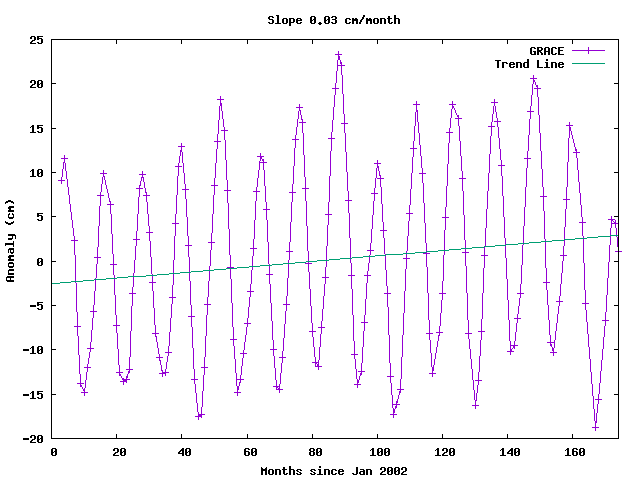 Slope 0.03 cm/month
GRACE
Trend Line
25
20
15
10
5
0
-5
-10
-15
-20
Anomaly (cm)
0 20 40 60 80 100 120 140 160
Months since Jan 2002